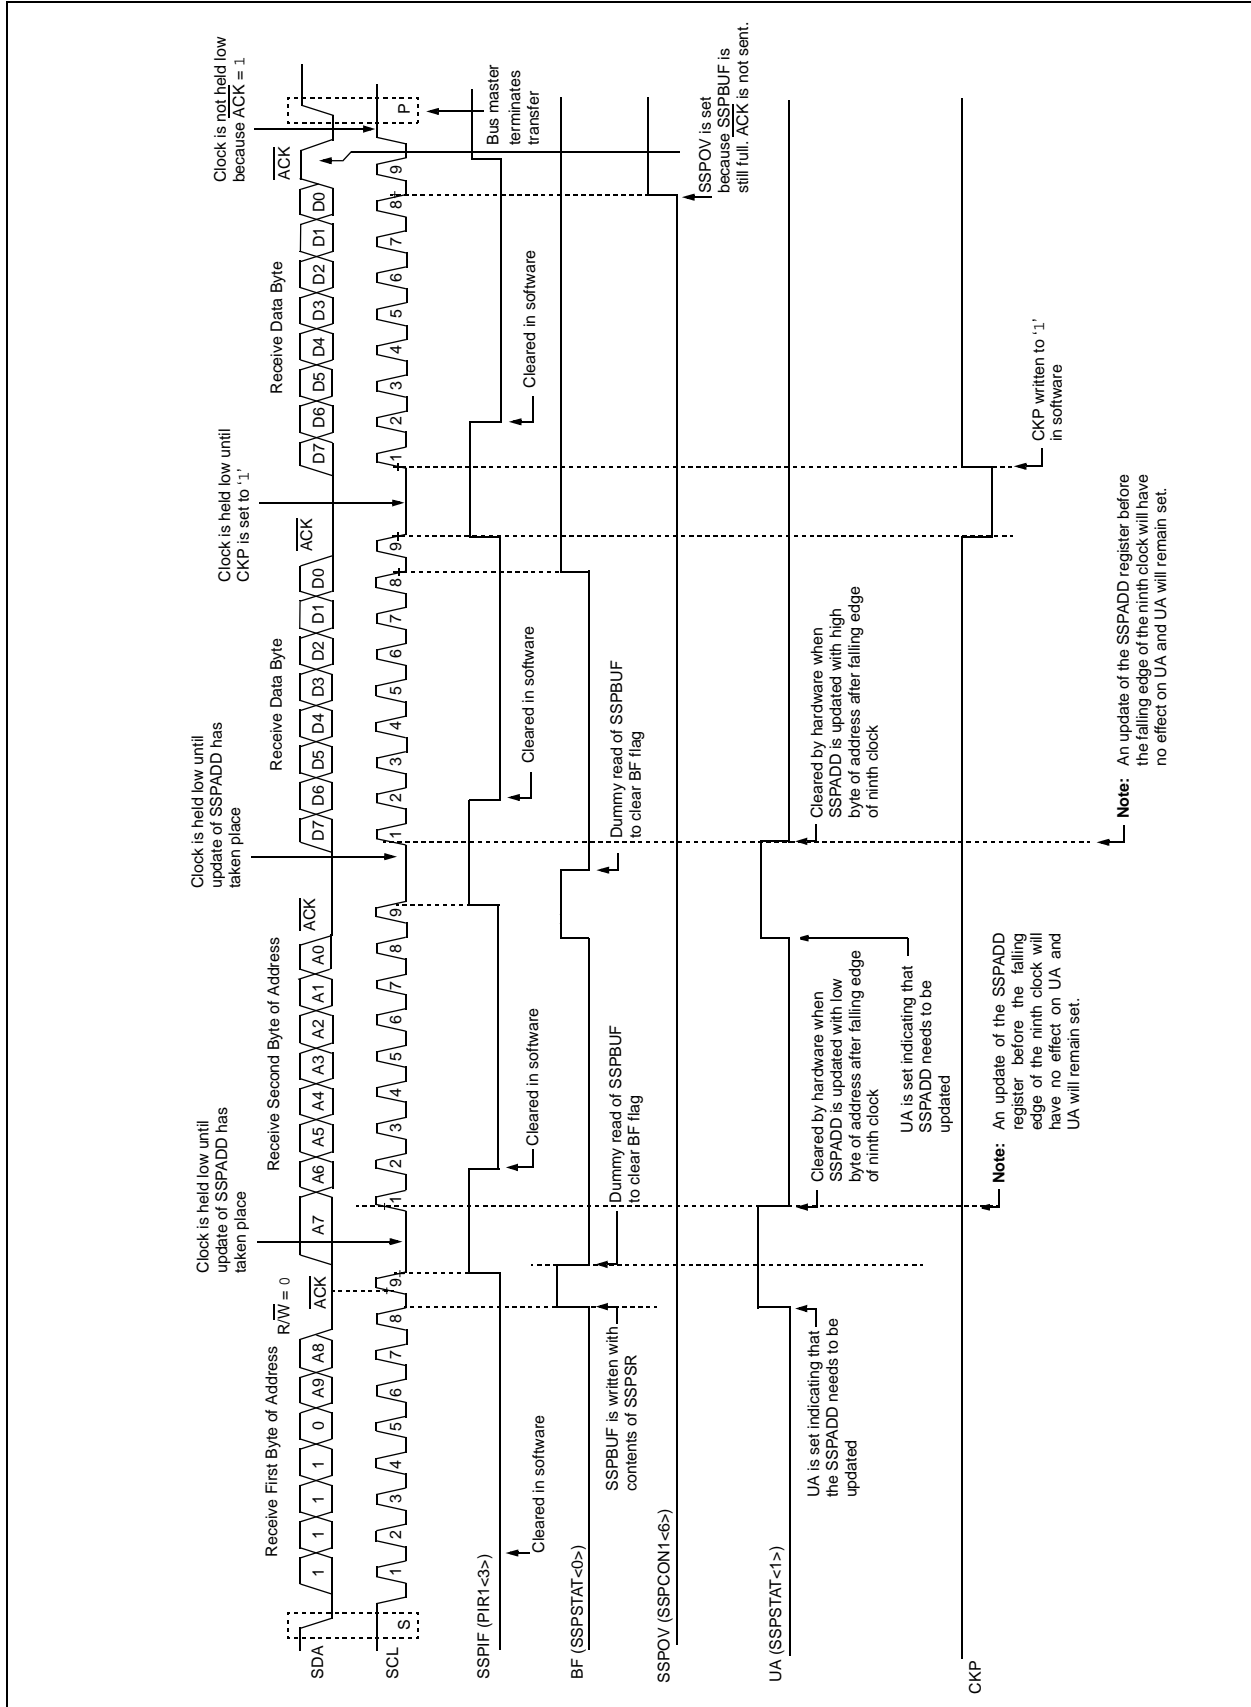 Receive First Byte of Address
R/W = 0
ACK
Clock is held low until
update of SSPADD has
taken place
Receive Second Byte of Address
ACK
Clock is held low until
update of SSPADD has
taken place
Receive Data Byte
ACK
Clock is held low until
CKP is set to ‘1’
Receive Data Byte
ACK
Clock is not held low
because ACK = 1
SDA
1 1 1 1 0 A9 A8
A7 A6 A5 A4 A3 A2 A1 A0
D7 D6 D5 D4 D3 D2 D1 D0
D7 D6 D5 D4 D3 D2 D1 D0
SCL
S
1 2 3 4 5 6 7 8 9
1 2 3 4 5 6 7 8 9
1 2 3 4 5 6 7 8 9
1 2 3 4 5 6 7 8 9
P
Bus master
terminates
transfer
SSPIF (PIR1<3>)
Cleared in software
Cleared in software
Cleared in software
Cleared in software
BF (SSPSTAT<0>)
SSPBUF is written with
contents of SSPSR
Dummy read of SSPBUF
to clear BF flag
Dummy read of SSPBUF
to clear BF flag
SSPOV (SSPCON1<6>)
SSPOV is set
because SSPBUF is
still full. ACK is not sent.
UA (SSPSTAT<1>)
UA is set indicating that
the SSPADD needs to be
updated
Cleared by hardware when
SSPADD is updated with low
byte of address after falling edge
of ninth clock
UA is set indicating that
SSPADD needs to be
updated
Cleared by hardware when
SSPADD is updated with high
byte of address after falling edge
of ninth clock
CKP
CKP written to ‘1’
in software
Note: An update of the SSPADD
register before the falling
edge of the ninth clock will
have no effect on UA and
UA will remain set.
Note: An update of the SSPADD register before
the falling edge of the ninth clock will have
no effect on UA and UA will remain set.